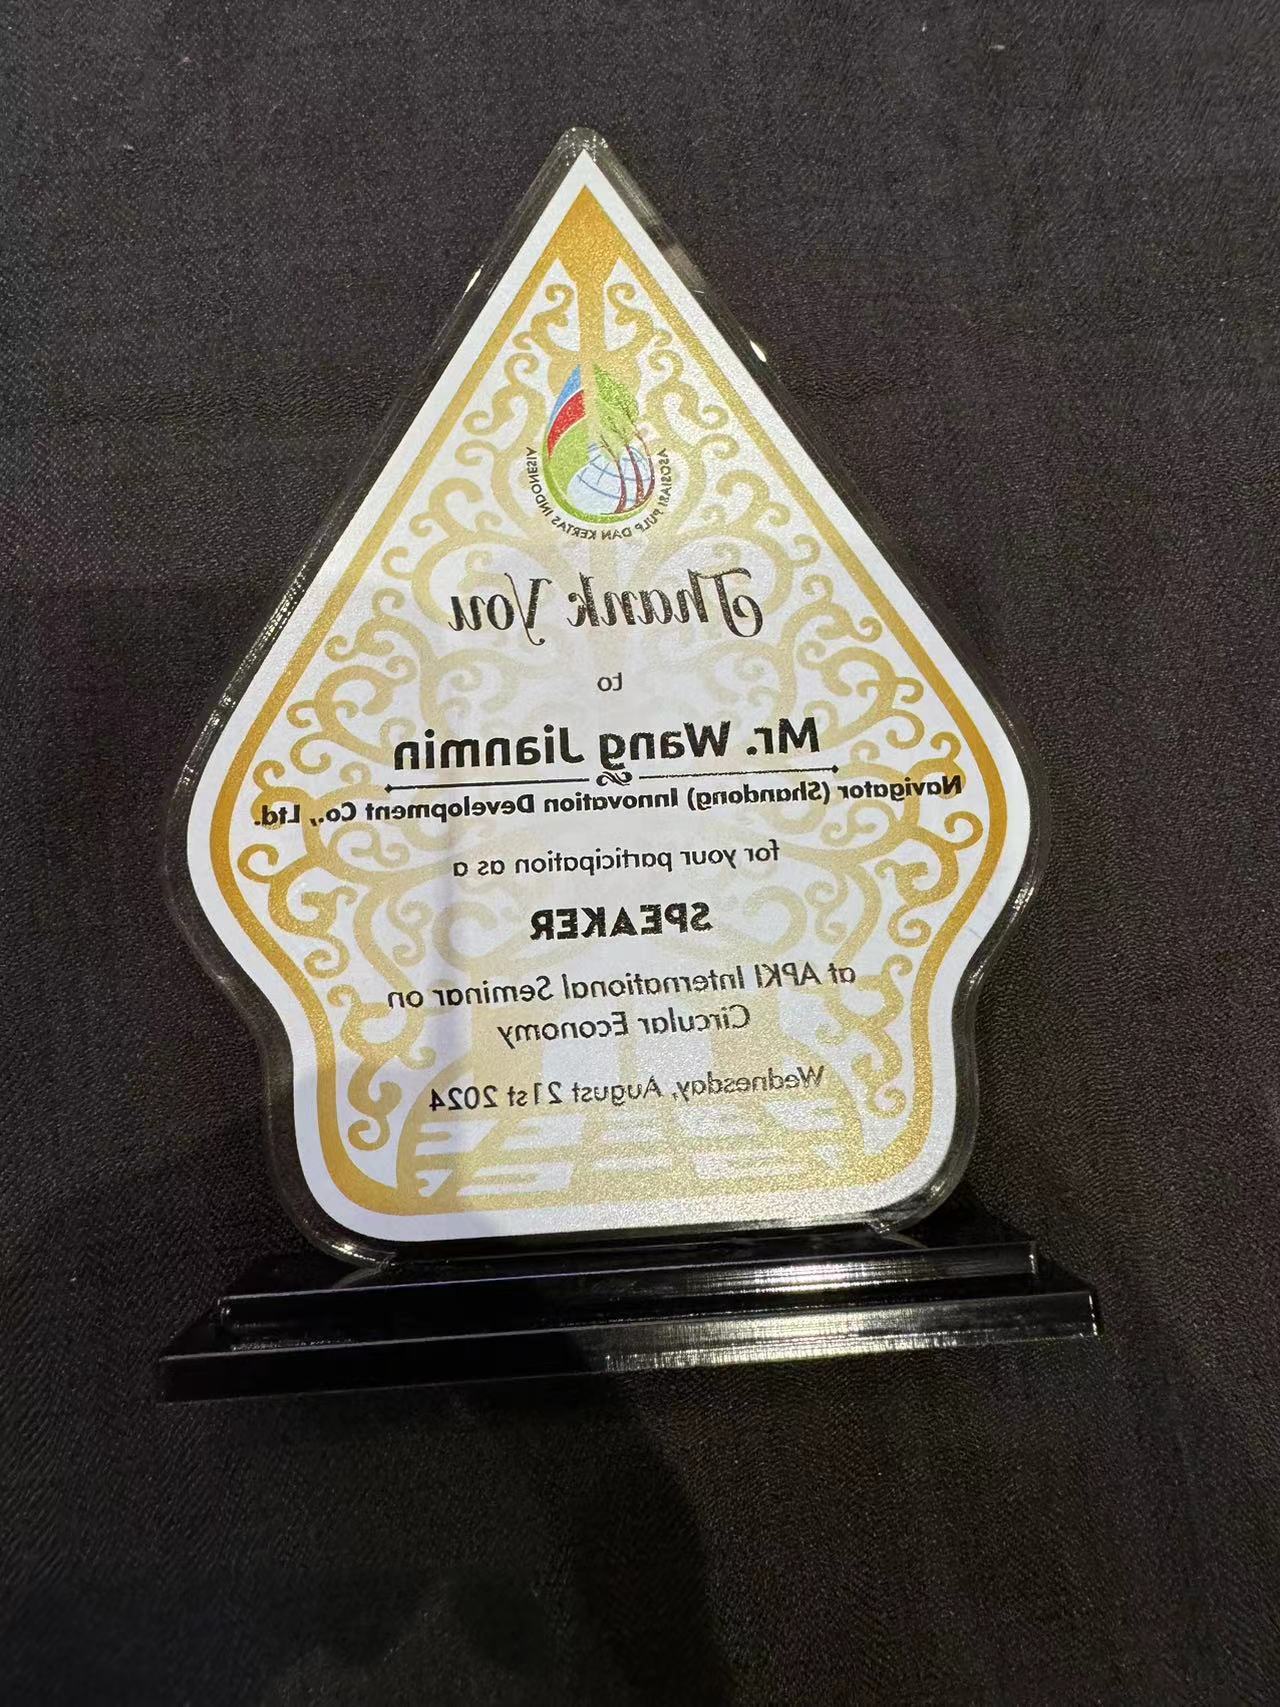 ASOSIASI PULP DAN KERTAS INDONESIA
Thank You
to
Mr. Wang Jianmin
Navigator (Shandong) Innovation Development Co., Ltd.
for your participation as a
SPEAKER
at APKI International Seminar on
Circular Economy
Wednesday, August 21st 2024